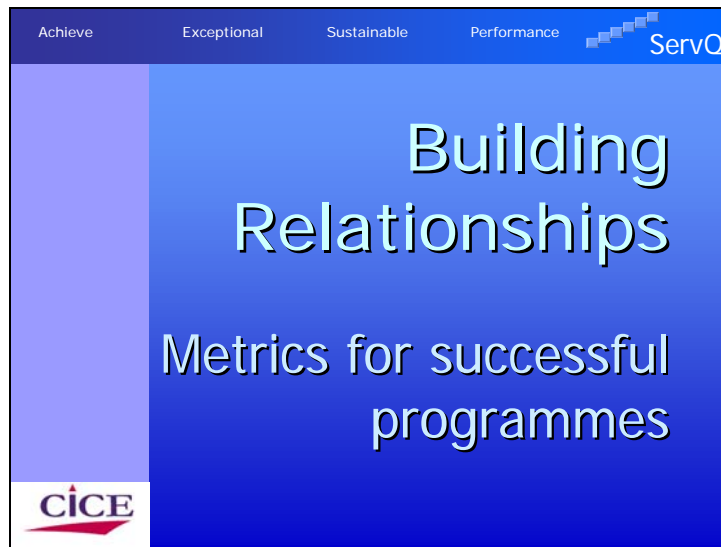 Achieve Exceptional Sustainable Performance
ServQ
Building
Relationships
Metrics for successful
programmes
CiCE